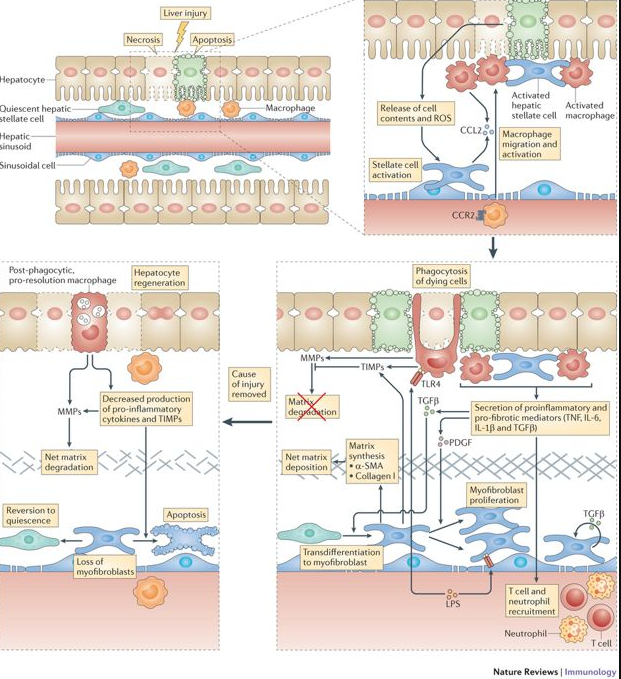 Liver injury
Necrosis
Apoptosis
Hepatocyte
Quiescent hepatic
stellate cell
Macrophage
Hepatic
sinusoid
Sinusoidal cell
Release of cell
contents and ROS
CCL2
Activated
hepatic
stellate cell
Activated
macrophage
Macrophage
migration and
activation
Stellate cell
activation
CCR2
Post-phagocytic,
pro-resolution macrophage
Hepatocyte
regeneration
Decreased production
of pro-inflammatory
cytokines and TIMPs
MMPs
Net matrix
degradation
Reversion to
quiescence
Apoptosis
Loss of
myofibroblasts
Cause
of injury
removed
Phagocytosis
of dying cells
MMPs
TIMPs
TLR4
Matrix
degradation
TGFβ
Secretion of proinflammatory and
pro-fibrotic mediators (TNF, IL-6,
IL-1β and TGFβ)
PDGF
Net matrix
deposition
Matrix
synthesis
• α-SMA
• Collagen I
Myofibroblast
proliferation
TGFβ
Transdifferentiation
to myofibroblast
LPS
T cell and
neutrophil
recruitment
Neutrophil
T cell
Nature Reviews | Immunology